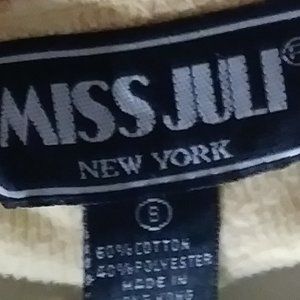 MISS JULI®
NEW YORK
S
60% COTTON
40% POLYESTER
MADE IN